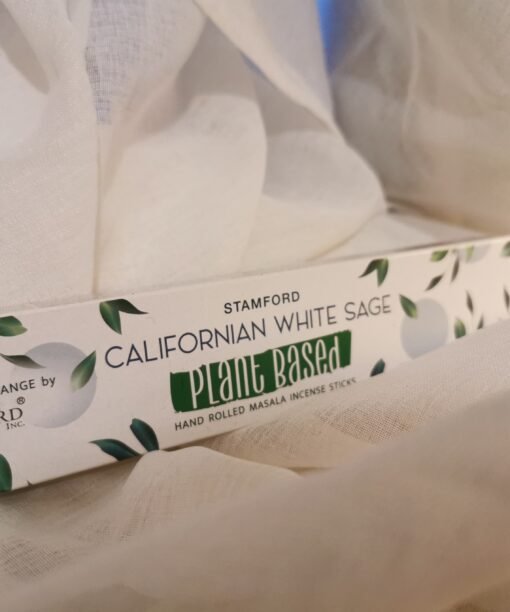 ANGE by
RD ®
INC.
STAMFORD
CALIFORNIAN WHITE SAGE
PLANT BASED
HAND ROLLED MASALA INCENSE STICKS